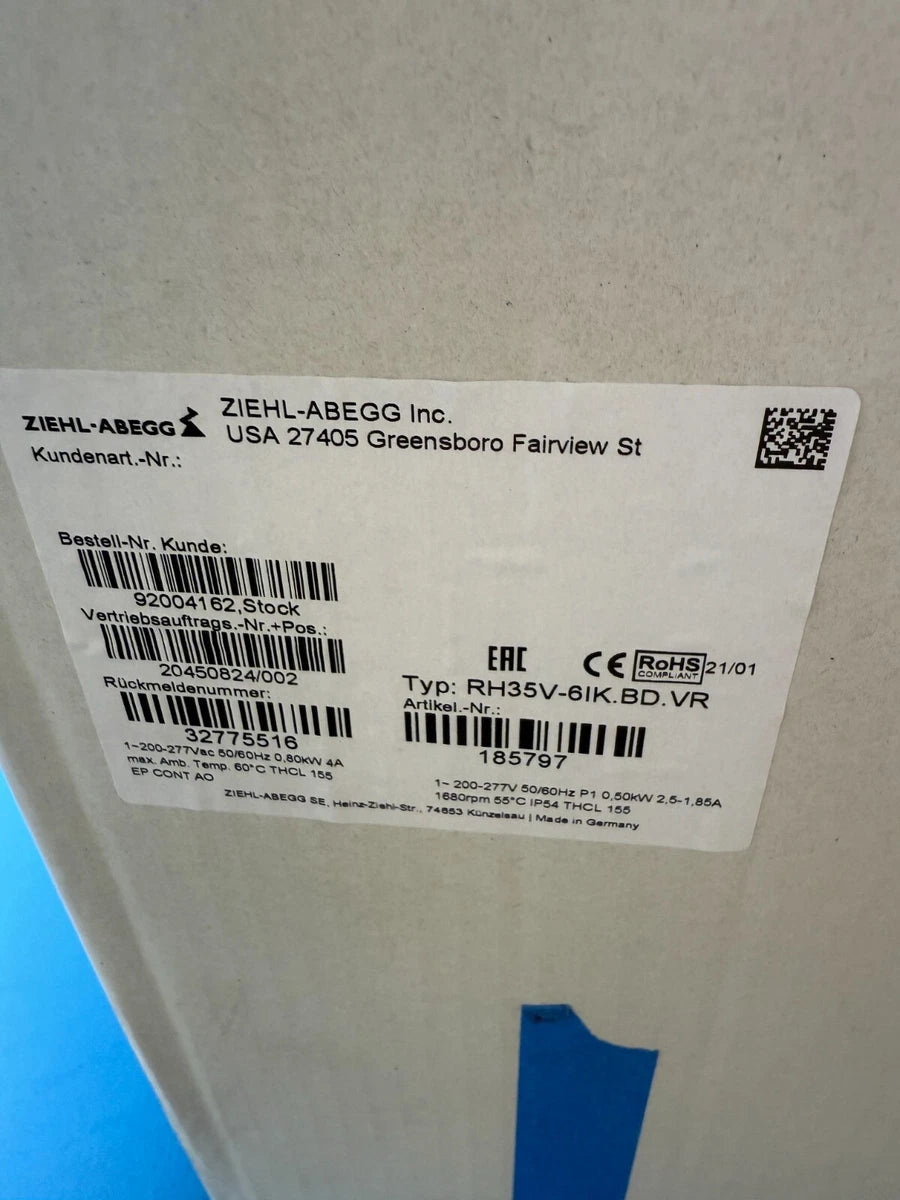 ZIEHL-ABEGG
ZIEHL-ABEGG Inc.
USA 27405 Greensboro Fairview St
Kundenart.-Nr.:
Bestell-Nr. Kunde:
92004162,Stock
Vertriebsauftrags.-Nr.+Pos.:
20450824/002
Rückmeldenummer:
32775516
1~200-277Vac 50/60Hz 0,80kW 4A
max. Amb. Temp. 60°C THCL 155
EP CONT AO
EAC CE RoHS COMPLIANT 21/01
Typ: RH35V-6IK.BD.VR
Artikel.-Nr.:
185797
1~ 200-277V 50/60Hz P1 0,50kW 2,5-1,85A
1680rpm 55°C IP54 THCL 155
ZIEHL-ABEGG SE, Heinz-Ziehl-Str., 74653 Künzelsau | Made in Germany